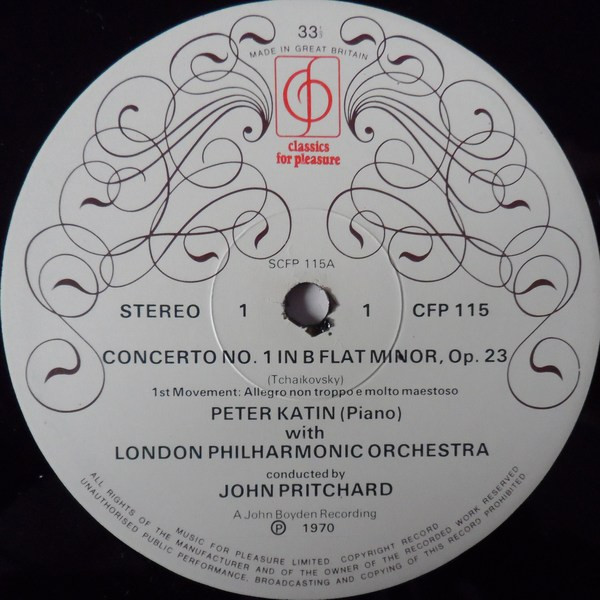 33⅓
MADE IN GREAT BRITAIN
cfp
classics
for pleasure
SCFP 115A
STEREO 1 1 CFP 115
CONCERTO NO. 1 IN B FLAT MINOR, Op. 23
(Tchaikovsky)
1st Movement: Allegro non troppo e molto maestoso
PETER KATIN (Piano)
with
LONDON PHILHARMONIC ORCHESTRA
conducted by
JOHN PRITCHARD
A John Boyden Recording
Ⓟ 1970
MUSIC FOR PLEASURE LIMITED. COPYRIGHT RECORD
ALL RIGHTS OF THE MANUFACTURER AND OF THE OWNER OF THE RECORDED WORK RESERVED
UNAUTHORISED PUBLIC PERFORMANCE, BROADCASTING AND COPYING OF THIS RECORD PROHIBITED